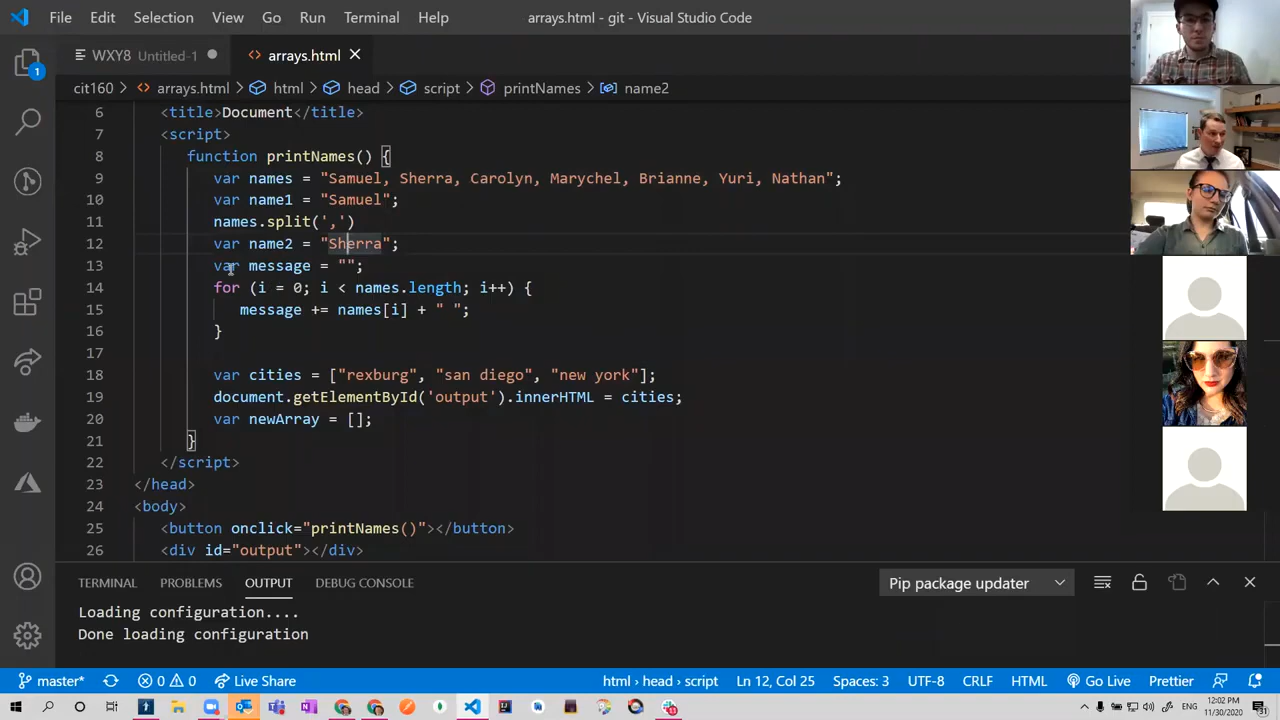 File Edit Selection View Go Run Terminal Help arrays.html - git - Visual Studio Code
WXY8 Untitled-1 arrays.html
cit160 > arrays.html > html > head > script > printNames > name2
6 <title>Document</title>
7 <script>
8 function printNames() {
9 var names = "Samuel, Sherra, Carolyn, Marychel, Brianne, Yuri, Nathan";
10 var name1 = "Samuel";
11 names.split(',')
12 var name2 = "Sherra";
13 var message = "";
14 for (i = 0; i < names.length; i++) {
15 message += names[i] + " ";
16 }
17
18 var cities = ["rexburg", "san diego", "new york"];
19 document.getElementById('output').innerHTML = cities;
20 var newArray = [];
21 }
22 </script>
23 </head>
24 <body>
25 <button onclick="printNames()"></button>
26 <div id="output"></div>
1
TERMINAL PROBLEMS OUTPUT DEBUG CONSOLE Pip package updater
Loading configuration....
Done loading configuration
master* 0 0 Live Share html > head > script Ln 12, Col 25 Spaces: 3 UTF-8 CRLF HTML Go Live Prettier
ENG 12:02 PM
11/30/2020 31